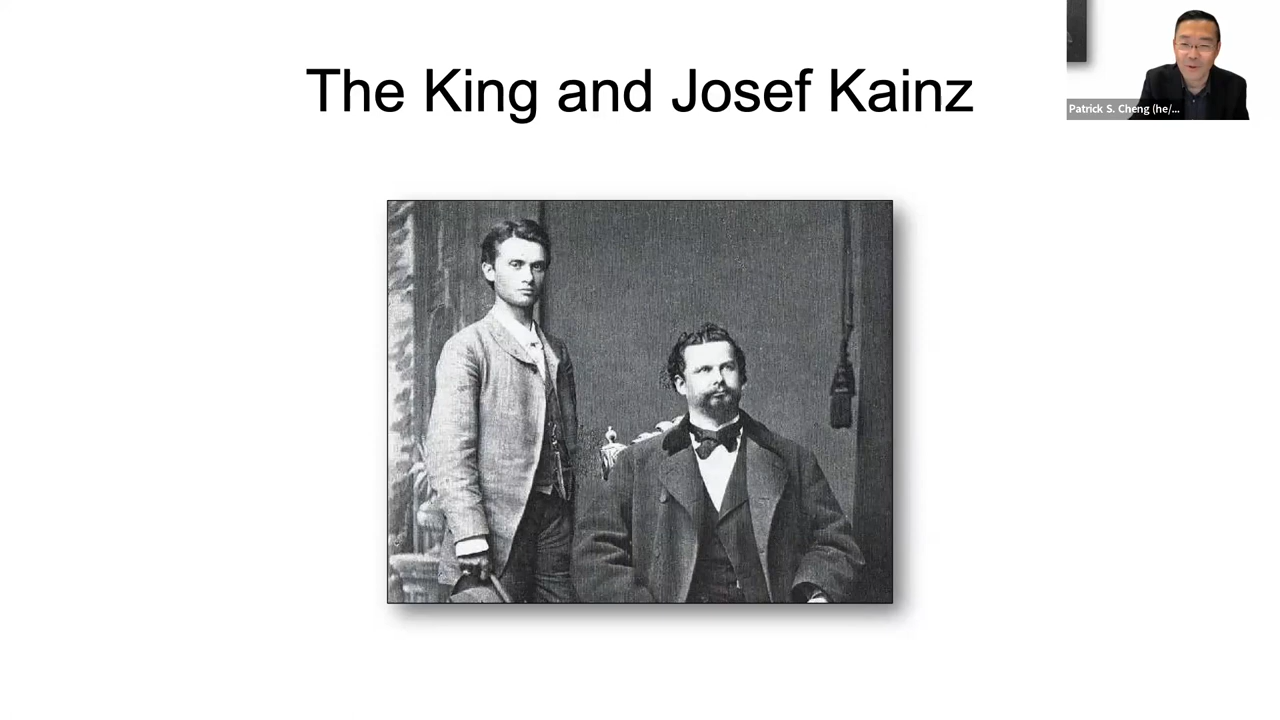 The King and Josef Kainz
Patrick S. Cheng (he/...